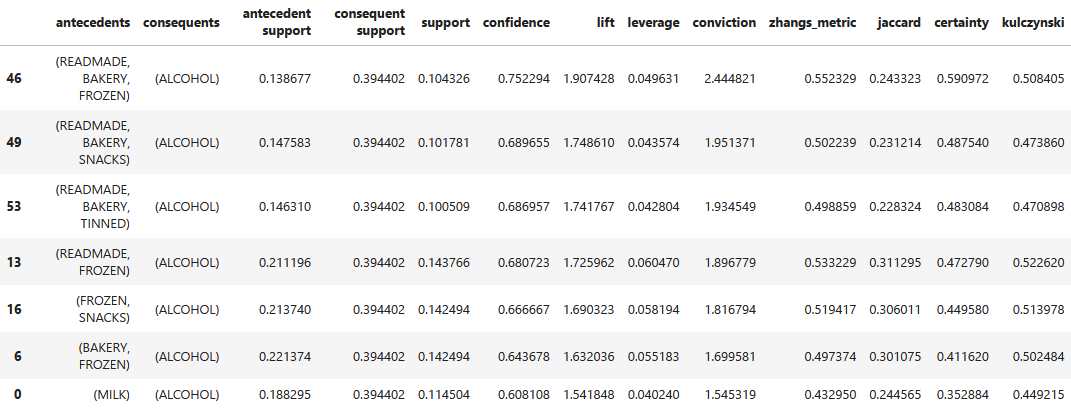 antecedents consequents antecedent support consequent support support confidence lift leverage conviction zhangs_metric jaccard certainty kulczynski
46 (READMADE, BAKERY, FROZEN) (ALCOHOL) 0.138677 0.394402 0.104326 0.752294 1.907428 0.049631 2.444821 0.552329 0.243323 0.590972 0.508405
49 (READMADE, BAKERY, SNACKS) (ALCOHOL) 0.147583 0.394402 0.101781 0.689655 1.748610 0.043574 1.951371 0.502239 0.231214 0.487540 0.473860
53 (READMADE, BAKERY, TINNED) (ALCOHOL) 0.146310 0.394402 0.100509 0.686957 1.741767 0.042804 1.934549 0.498859 0.228324 0.483084 0.470898
13 (READMADE, FROZEN) (ALCOHOL) 0.211196 0.394402 0.143766 0.680723 1.725962 0.060470 1.896779 0.533229 0.311295 0.472790 0.522620
16 (FROZEN, SNACKS) (ALCOHOL) 0.213740 0.394402 0.142494 0.666667 1.690323 0.058194 1.816794 0.519417 0.306011 0.449580 0.513978
6 (BAKERY, FROZEN) (ALCOHOL) 0.221374 0.394402 0.142494 0.643678 1.632036 0.055183 1.699581 0.497374 0.301075 0.411620 0.502484
0 (MILK) (ALCOHOL) 0.188295 0.394402 0.114504 0.608108 1.541848 0.040240 1.545319 0.432950 0.244565 0.352884 0.449215